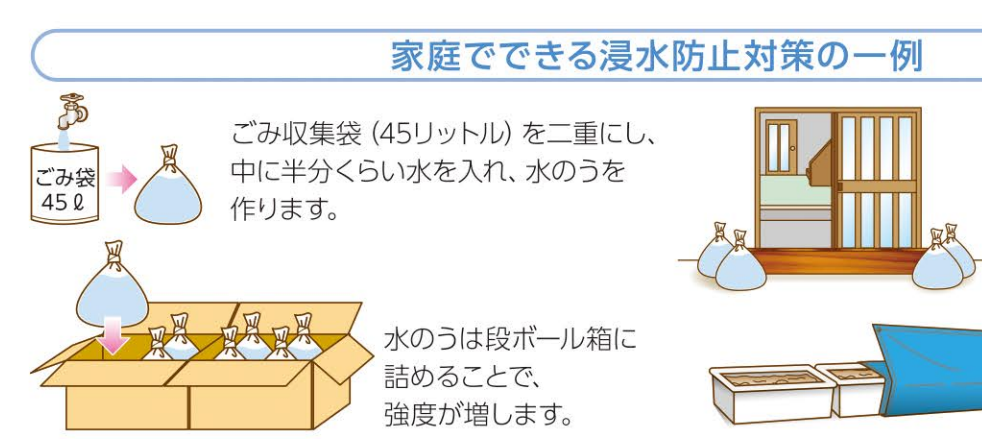 家庭でできる浸水防止対策の一例
ごみ袋
45ℓ
ごみ収集袋（45リットル）を二重にし、
中に半分くらい水を入れ、水のうを
作ります。
水のうは段ボール箱に
詰めることで、
強度が増します。